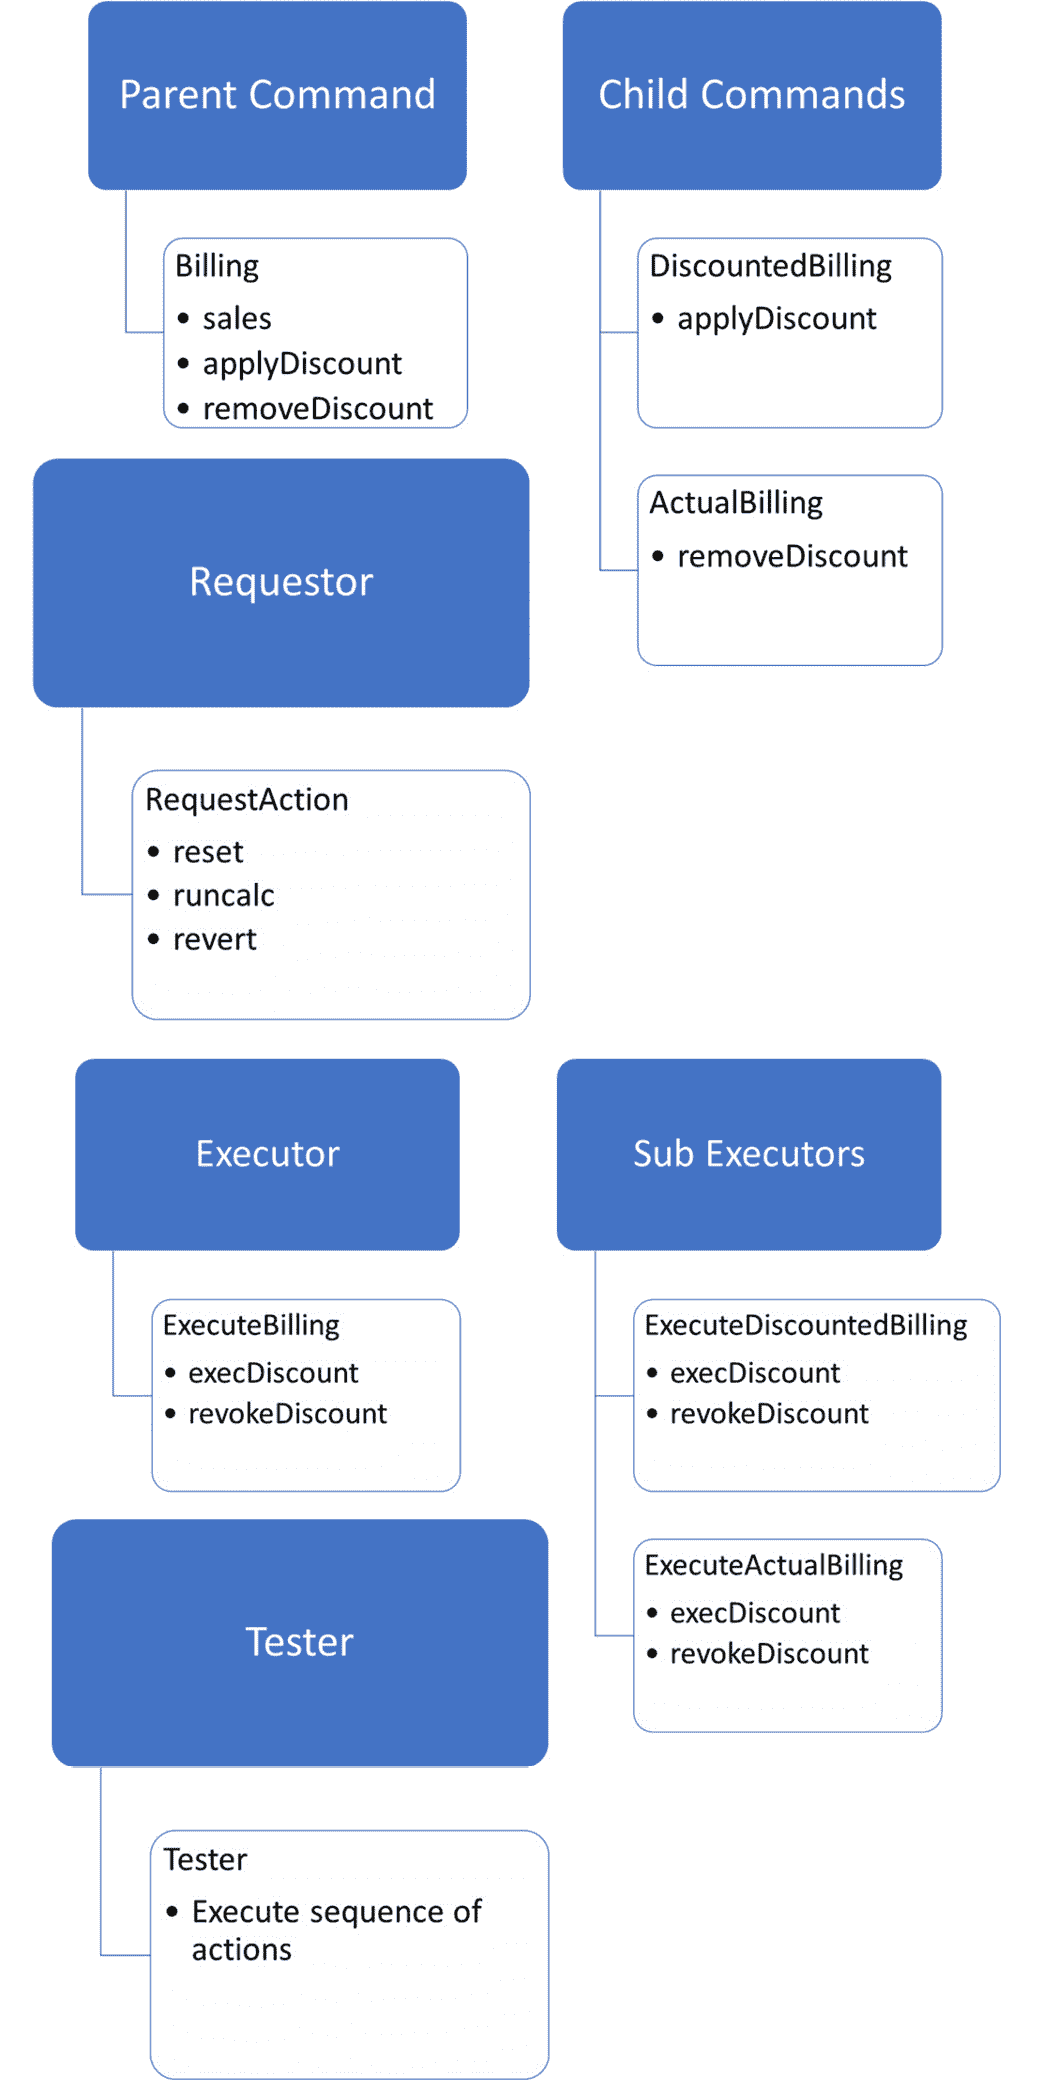 Parent Command
Billing
• sales
• applyDiscount
• removeDiscount
Child Commands
DiscountedBilling
• applyDiscount
ActualBilling
• removeDiscount
Requestor
RequestAction
• reset
• runcalc
• revert
Executor
ExecuteBilling
• execDiscount
• revokeDiscount
Sub Executors
ExecuteDiscountedBilling
• execDiscount
• revokeDiscount
ExecuteActualBilling
• execDiscount
• revokeDiscount
Tester
Tester
• Execute sequence of
actions